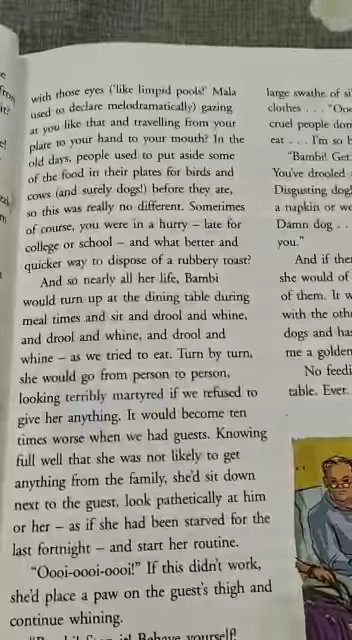 with those eyes ('like limpid pools!' Mala
used to declare melodramatically) gazing
at you like that and travelling from your
plate to your hand to your mouth? In the
old days, people used to put aside some
of the food in their plates for birds and
cows (and surely dogs!) before they ate,
so this was really no different. Sometimes
of course, you were in a hurry – late for
college or school – and what better and
quicker way to dispose of a rubbery toast?
And so nearly all her life, Bambi
would turn up at the dining table during
meal times and sit and drool and whine,
and drool and whine, and drool and
whine – as we tried to eat. Turn by turn,
she would go from person to person,
looking terribly martyred if we refused to
give her anything. It would become ten
times worse when we had guests. Knowing
full well that she was not likely to get
anything from the family, she'd sit down
next to the guest, look pathetically at him
or her – as if she had been starved for the
last fortnight – and start her routine.
"Oooi-oooi-oooi!" If this didn't work,
she'd place a paw on the guest's thigh and
continue whining.
Behave yourself!
large swathe of
clothes . . . "Ooo
cruel people
eat . . . I'm so
"Bambi! Get
You've drooled
Disgusting dog!
a napkin or
Damn dog . .
you."
And if
she would of
of them. It
with the
dogs and
me a golden
No
table. Ever.